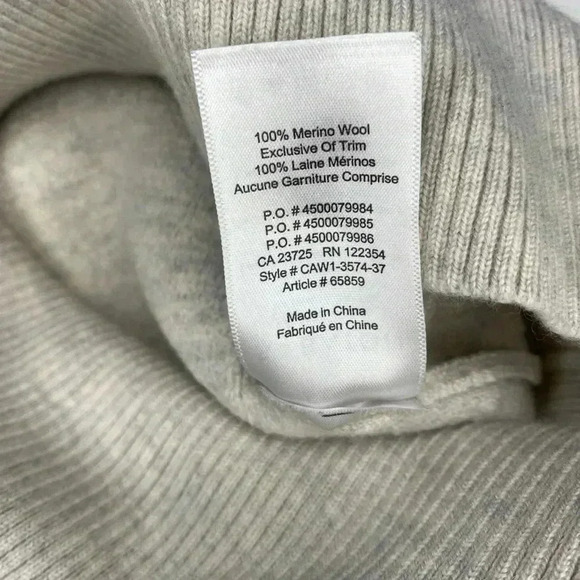 100% Merino Wool
Exclusive Of Trim
100% Laine Mérinos
Aucune Garniture Comprise
P.O. # 4500079984
P.O. # 4500079985
P.O. # 4500079986
CA 23725 RN 122354
Style # CAW1-3574-37
Article # 65859
Made in China
Fabriqué en Chine